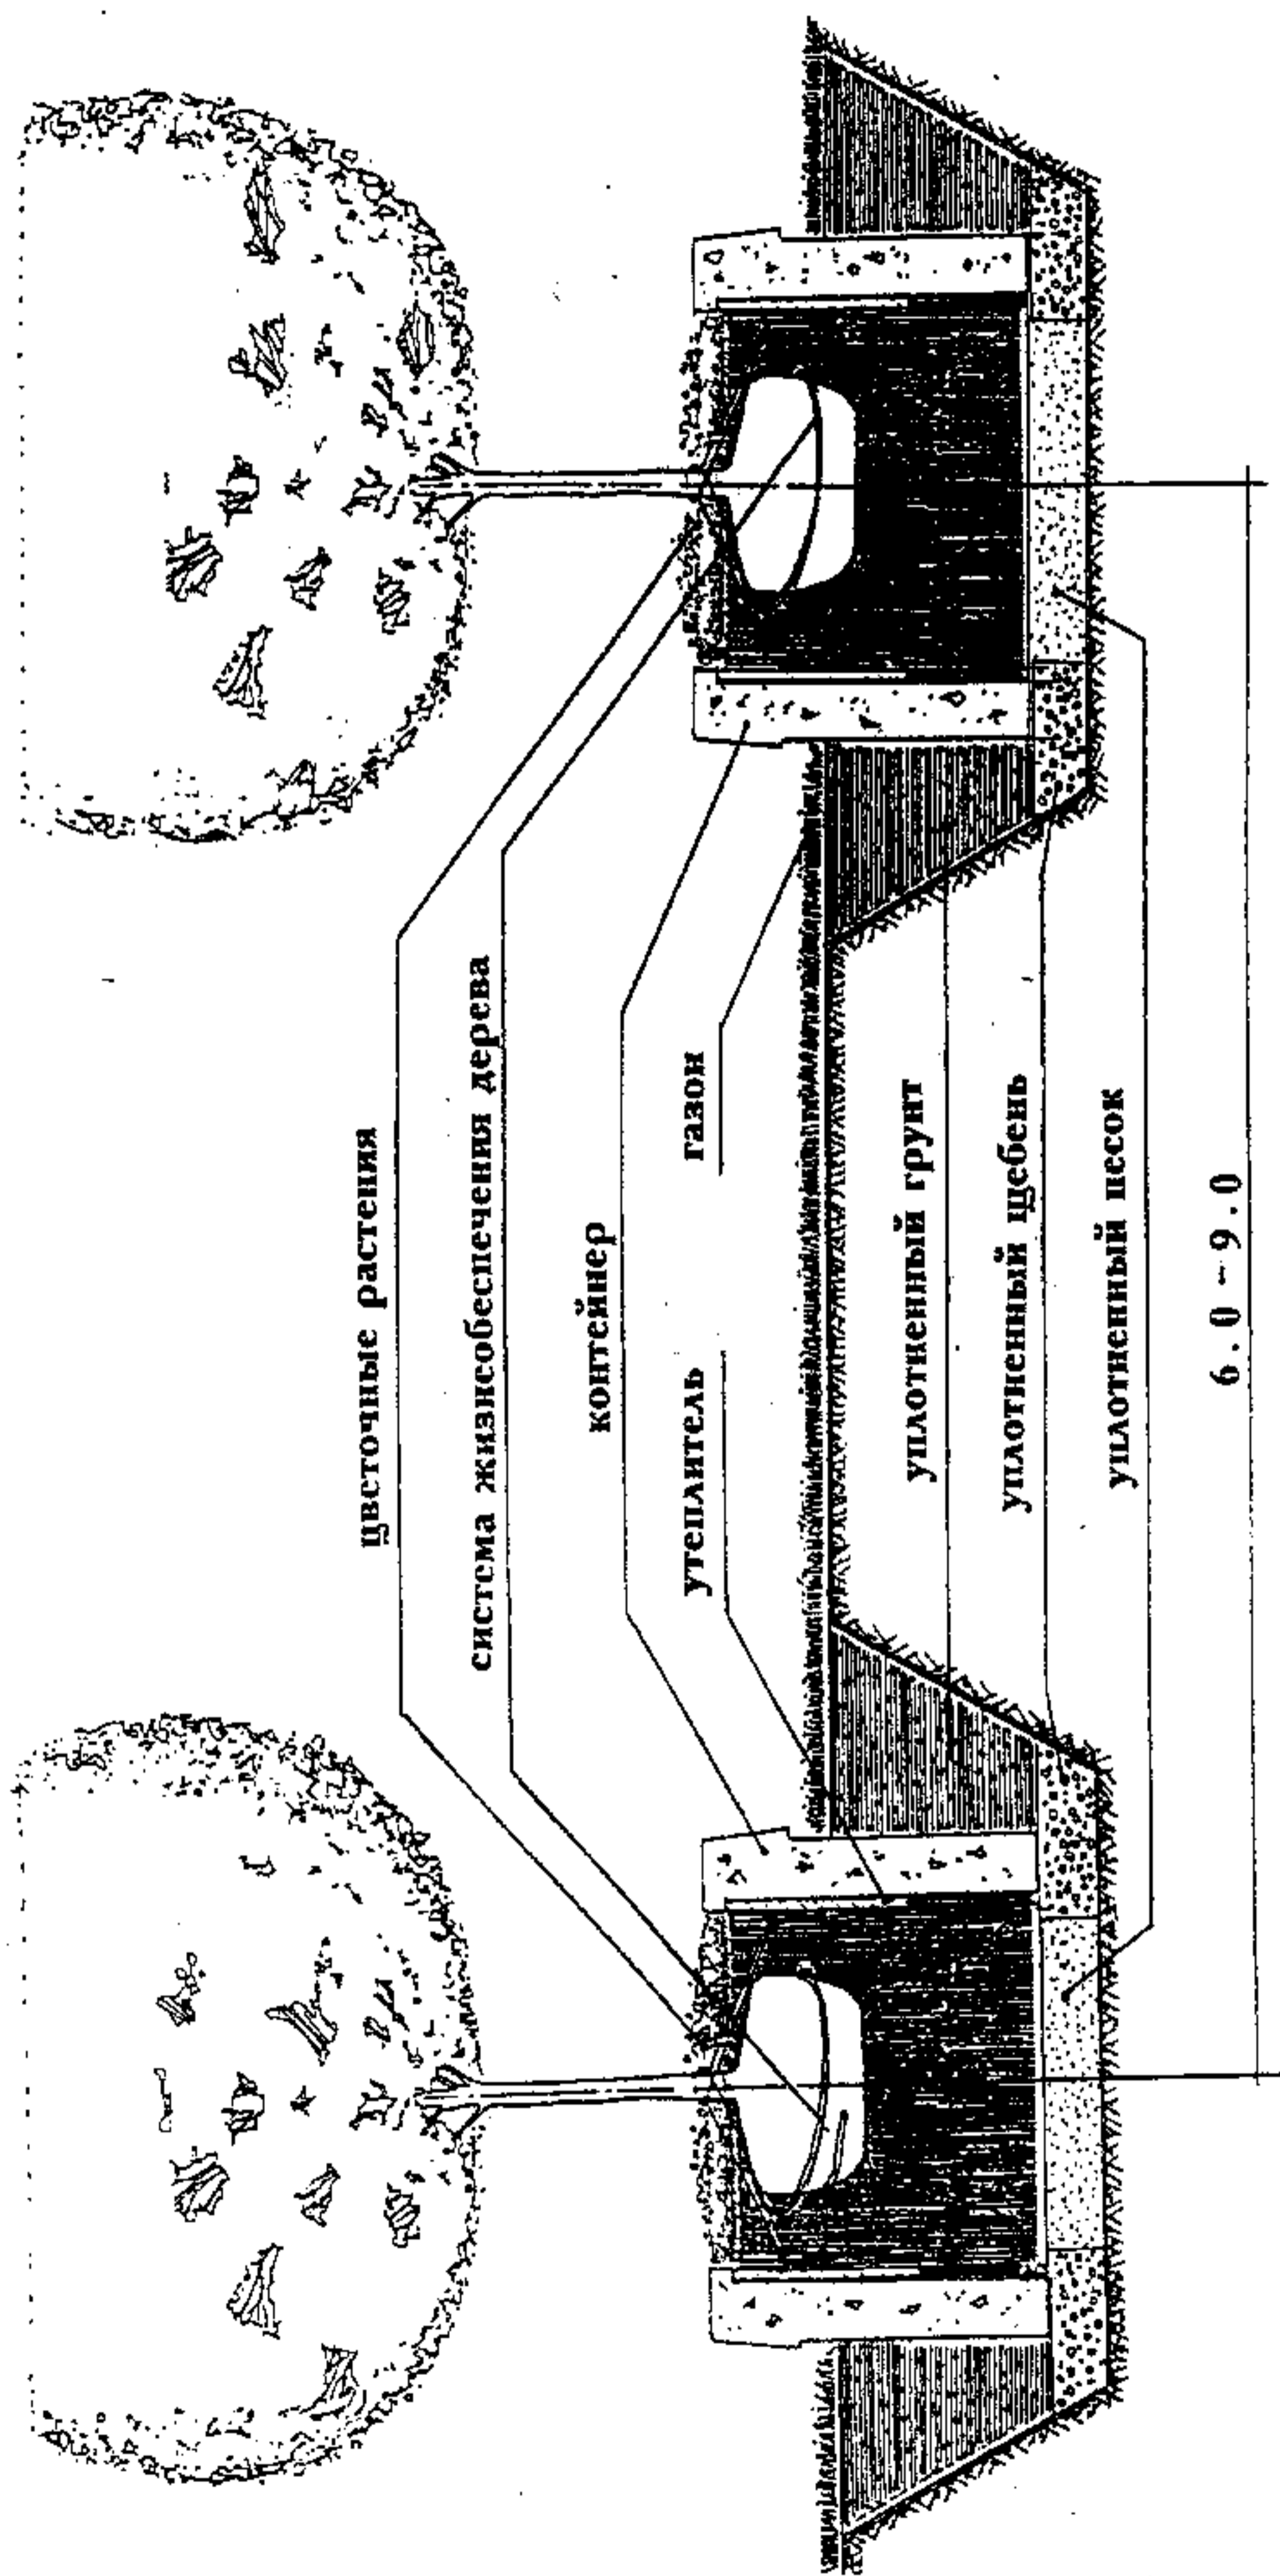 цветочные растения
система жизнеобеспечения дерева
контейнер
утеплитель газон
уплотненный грунт
уплотненный щебень
уплотненный песок
6.0 – 9.0